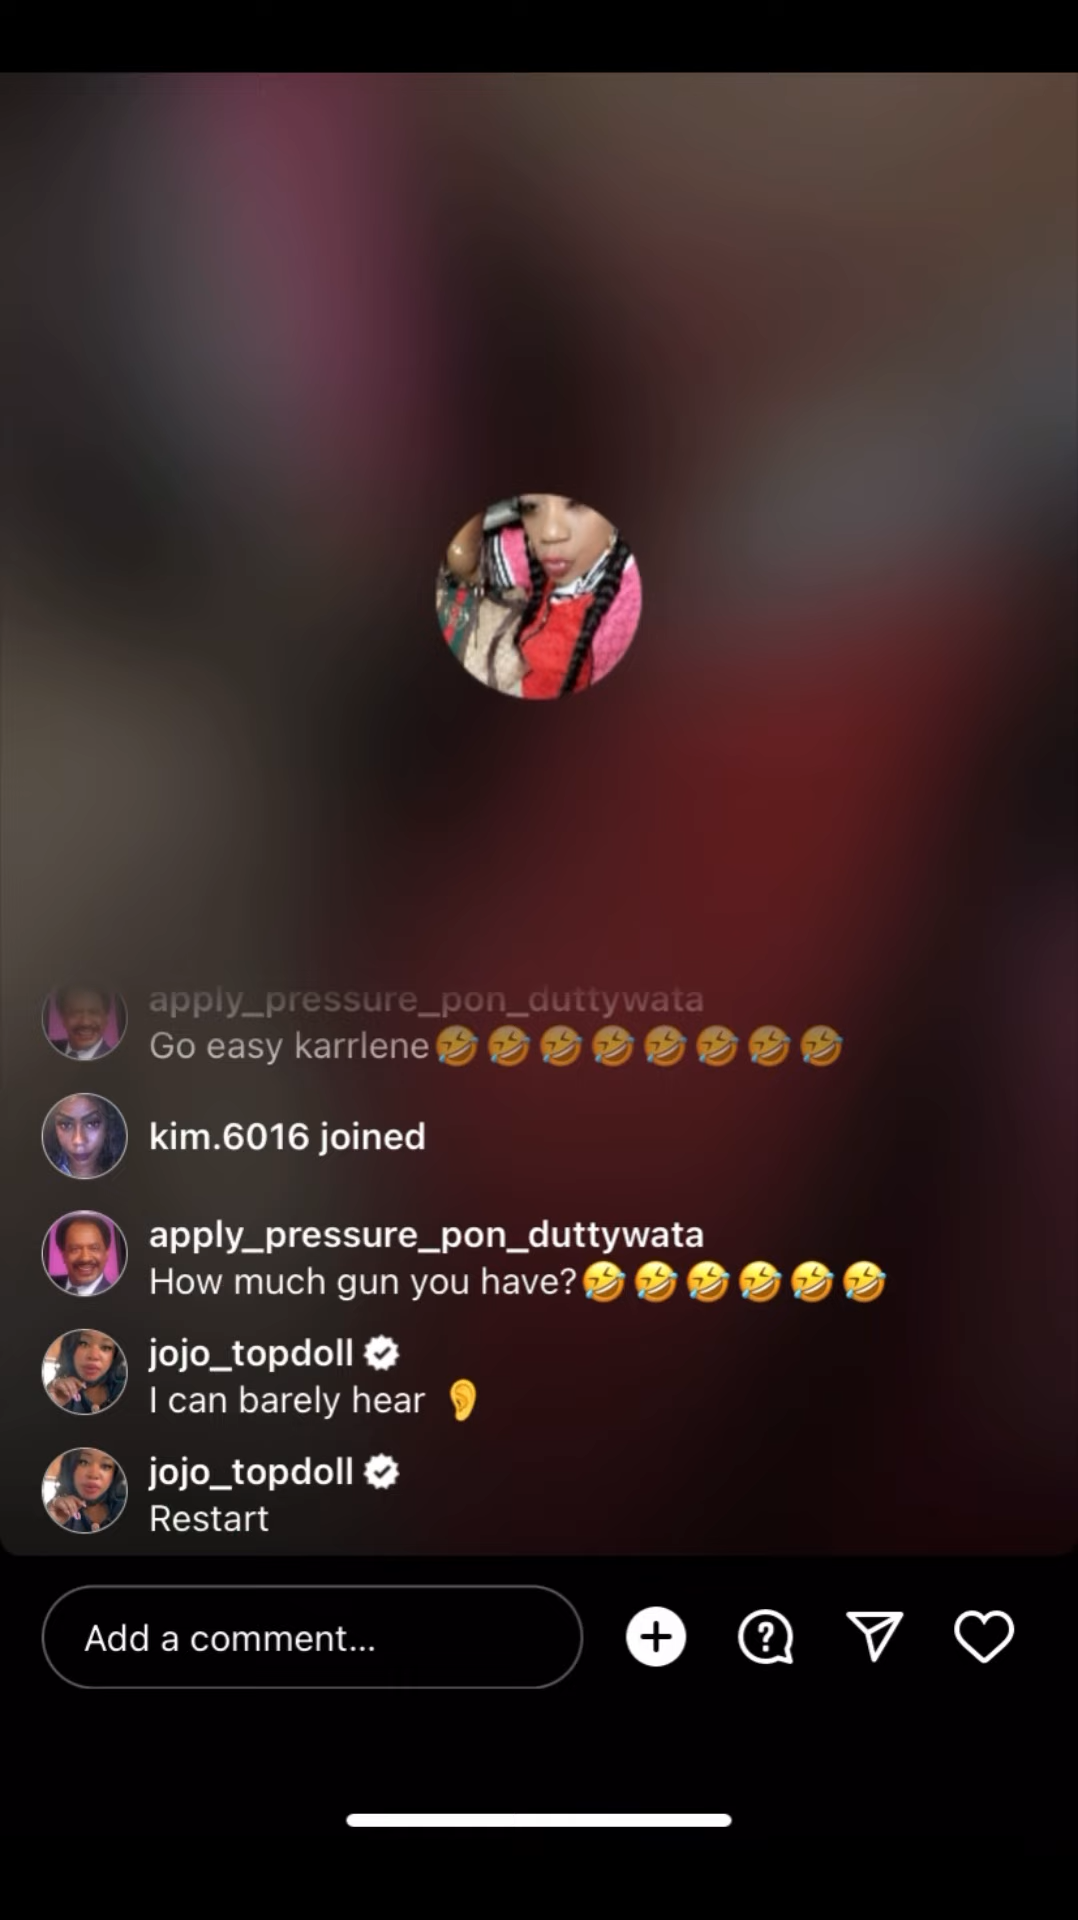 apply_pressure_pon_duttywata
Go easy karrlene🤣🤣🤣🤣🤣🤣🤣🤣
kim.6016 joined
apply_pressure_pon_duttywata
How much gun you have?🤣🤣🤣🤣🤣🤣
jojo_topdoll
I can barely hear 👂
jojo_topdoll
Restart
Add a comment...